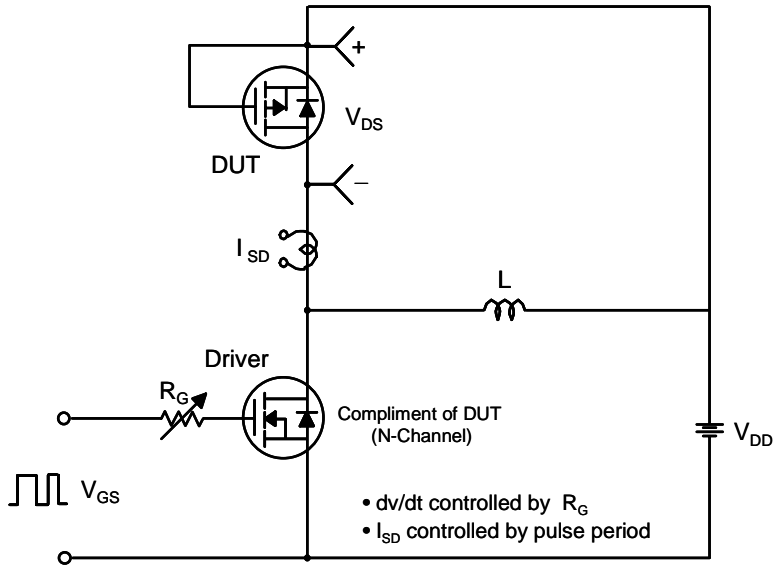 +
V_DS
DUT
–
I_SD
L
Driver
R_G
Compliment of DUT
(N-Channel)
V_DD
V_GS
• dv/dt controlled by R_G
• I_SD controlled by pulse period